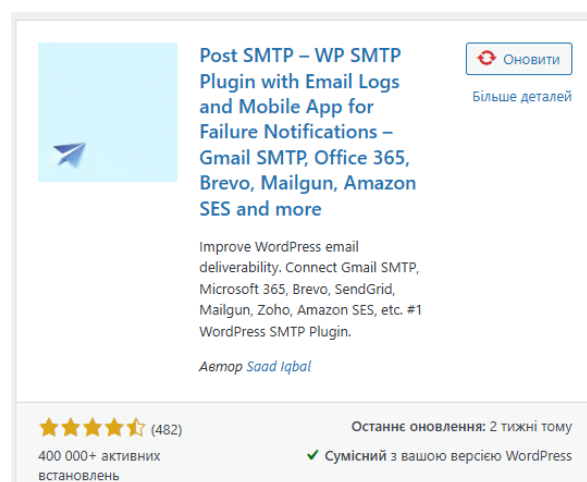 Post SMTP – WP SMTP
Plugin with Email Logs
and Mobile App for
Failure Notifications –
Gmail SMTP, Office 365,
Brevo, Mailgun, Amazon
SES and more
Оновити
Більше деталей
Improve WordPress email
deliverability. Connect Gmail SMTP,
Microsoft 365, Brevo, SendGrid,
Mailgun, Zoho, Amazon SES, etc. #1
WordPress SMTP Plugin.
Автор Saad Iqbal
(482)
400 000+ активних
встановлень
Останнє оновлення: 2 тижні тому
Сумісний з вашою версією WordPress